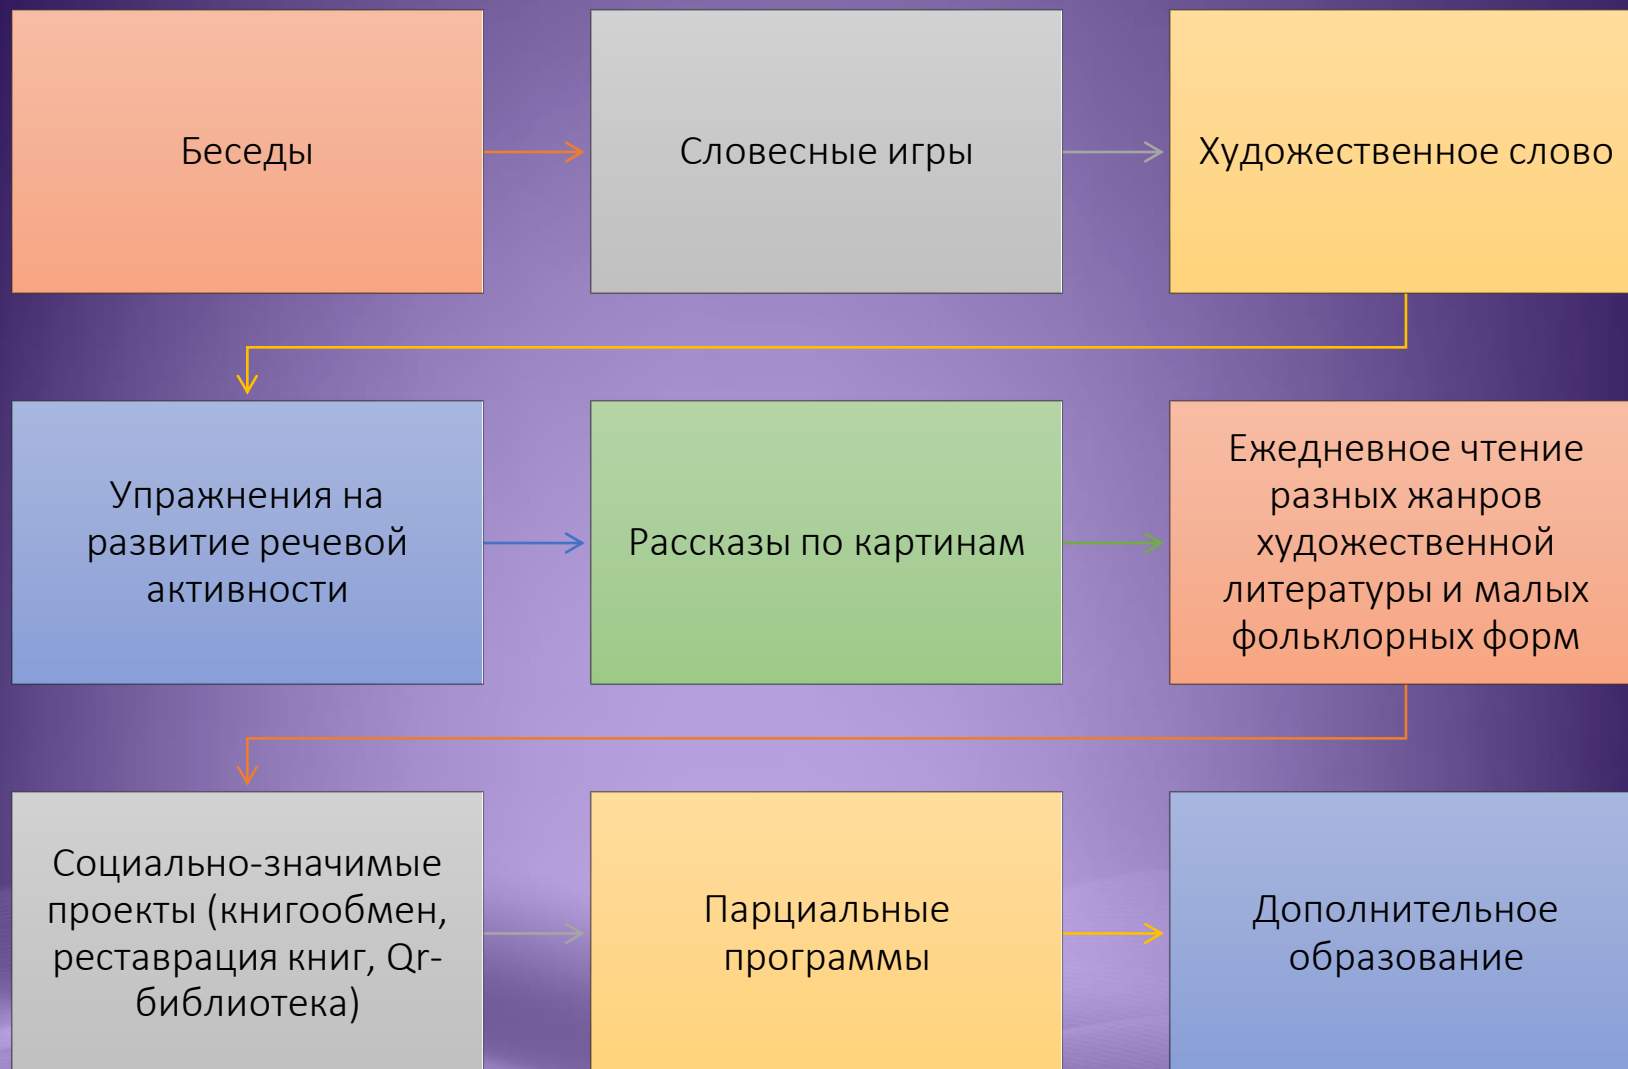 Беседы
Словесные игры
Художественное слово
Упражнения на
развитие речевой
активности
Рассказы по картинам
Ежедневное чтение
разных жанров
художественной
литературы и малых
фольклорных форм
Социально-значимые
проекты (книгообмен,
реставрация книг, Qr-
библиотека)
Парциальные
программы
Дополнительное
образование